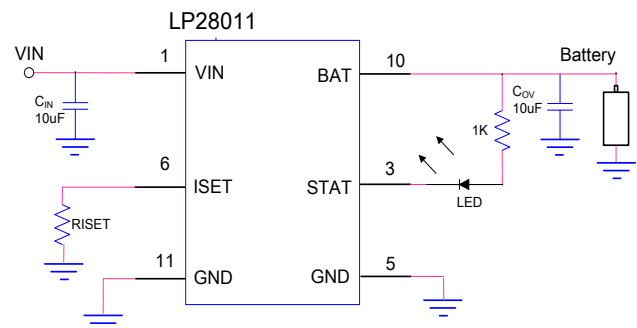 LP28011
VIN
1
VIN
BAT
10
Battery
CIN
10uF
COV
10uF
1K
6
ISET
STAT
3
LED
RISET
11
GND
GND
5